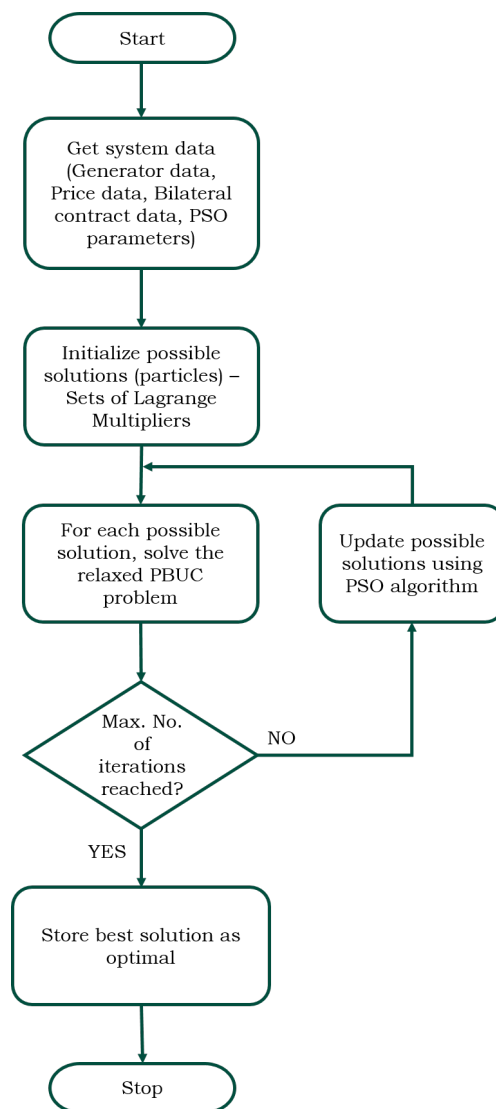 Start
Get system data
(Generator data,
Price data, Bilateral
contract data, PSO
parameters)
Initialize possible
solutions (particles) –
Sets of Lagrange
Multipliers
For each possible
solution, solve the
relaxed PBUC
problem
Update possible
solutions using
PSO algorithm
Max. No.
of
iterations
reached?
NO
YES
Store best solution as
optimal
Stop